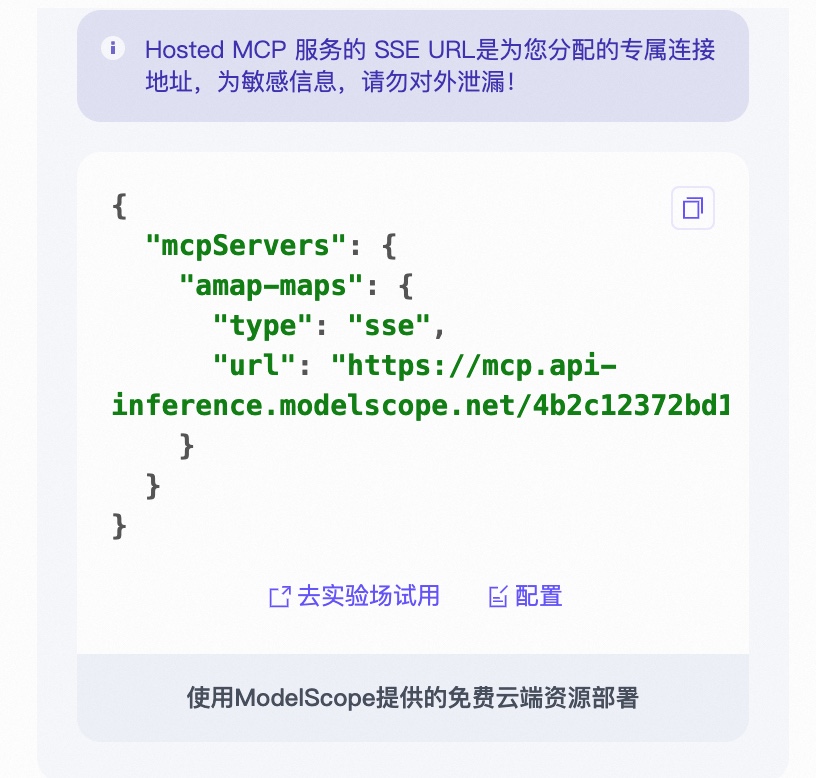 Hosted MCP 服务的 SSE URL是为您分配的专属连接
地址，为敏感信息，请勿对外泄漏！
{
"mcpServers": {
"amap-maps": {
"type": "sse",
"url": "https://mcp.api-
inference.modelscope.net/4b2c12372bd1
}
}
}
去实验场试用 配置
使用ModelScope提供的免费云端资源部署